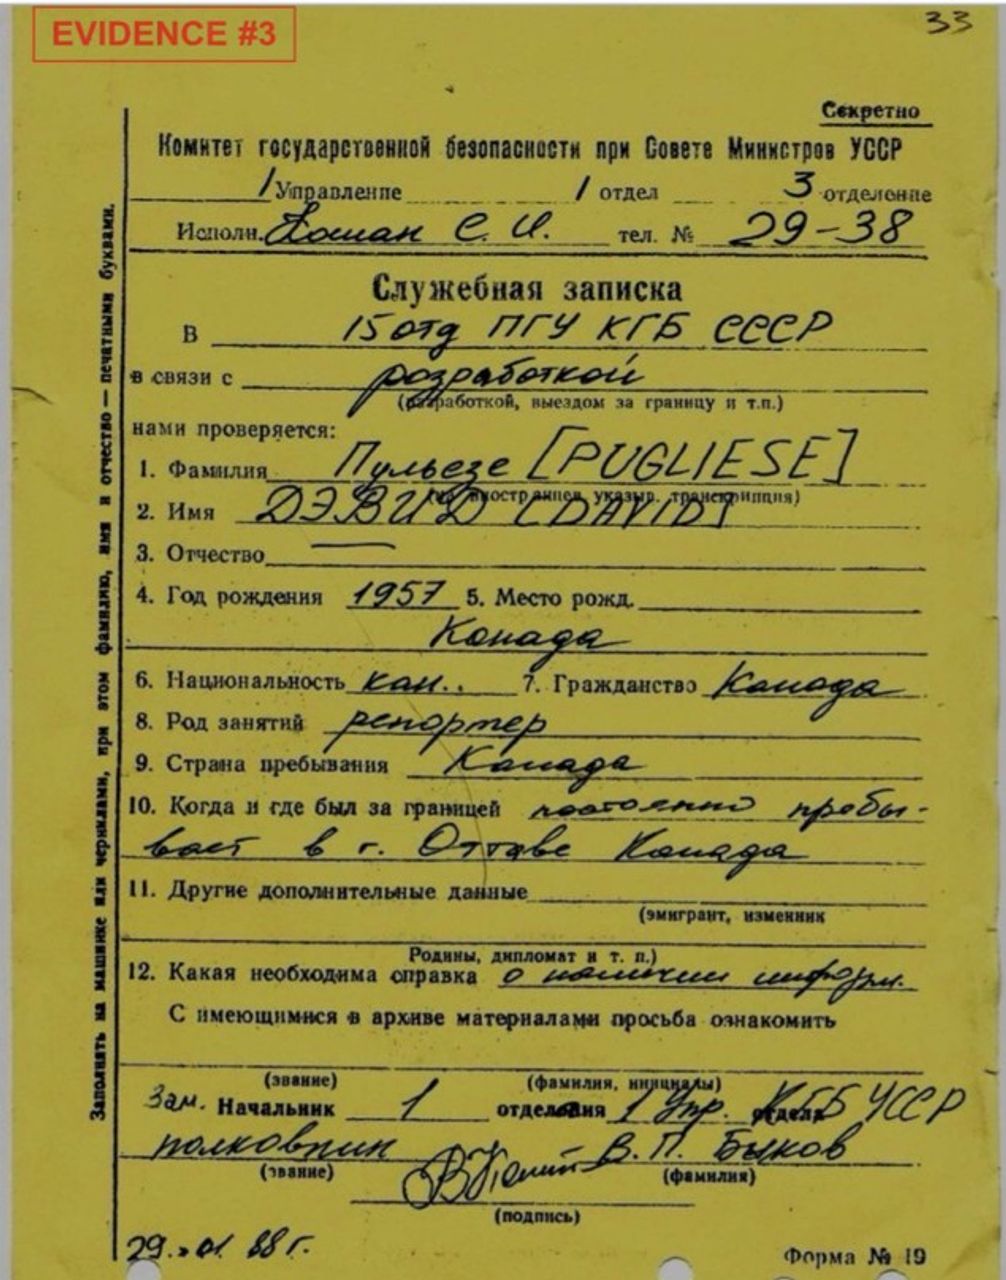 EVIDENCE #3
33
Секретно
Комитет государственной безопасности при Совете Министров УССР
1 Управление 1 отдел 3 отделение
Исполн. С. И. тел. № 29-38
Служебная записка
В 15 отд ПГУ КГБ СССР
в связи с розработкой
(разработкой, выездом за границу и т.п.)
нами проверяется:
1. Фамилия Пульезе [PUGLIESE]
(для иностранцев указыв. транскрипция)
2. Имя ДЭВИД [DAVID]
3. Отчество —
4. Год рождения 1957 5. Место рожд.
Канада
6. Национальность кан.. 7. Гражданство Канада
8. Род занятий репортер
9. Страна пребывания Канада
10. Когда и где был за границей постоянно пребы-
вает в г. Оттаве Канада
11. Другие дополнительные данные
(эмигрант, изменник
Родины, дипломат и т. п.)
12. Какая необходима справка о наличии информ.
С имеющимися в архиве материалами просьба ознакомить
(звание) (фамилия, инициалы)
Зам. Начальник 1 отделения 1 Упр. отдела КГБ УССР
полковник В. П. Быков
(звание) (фамилия)
(подпись)
29. 01 88 г.
Форма № 19
Заполнять на машинке или чернилами, при этом фамилию, имя и отчество — печатными буквами.